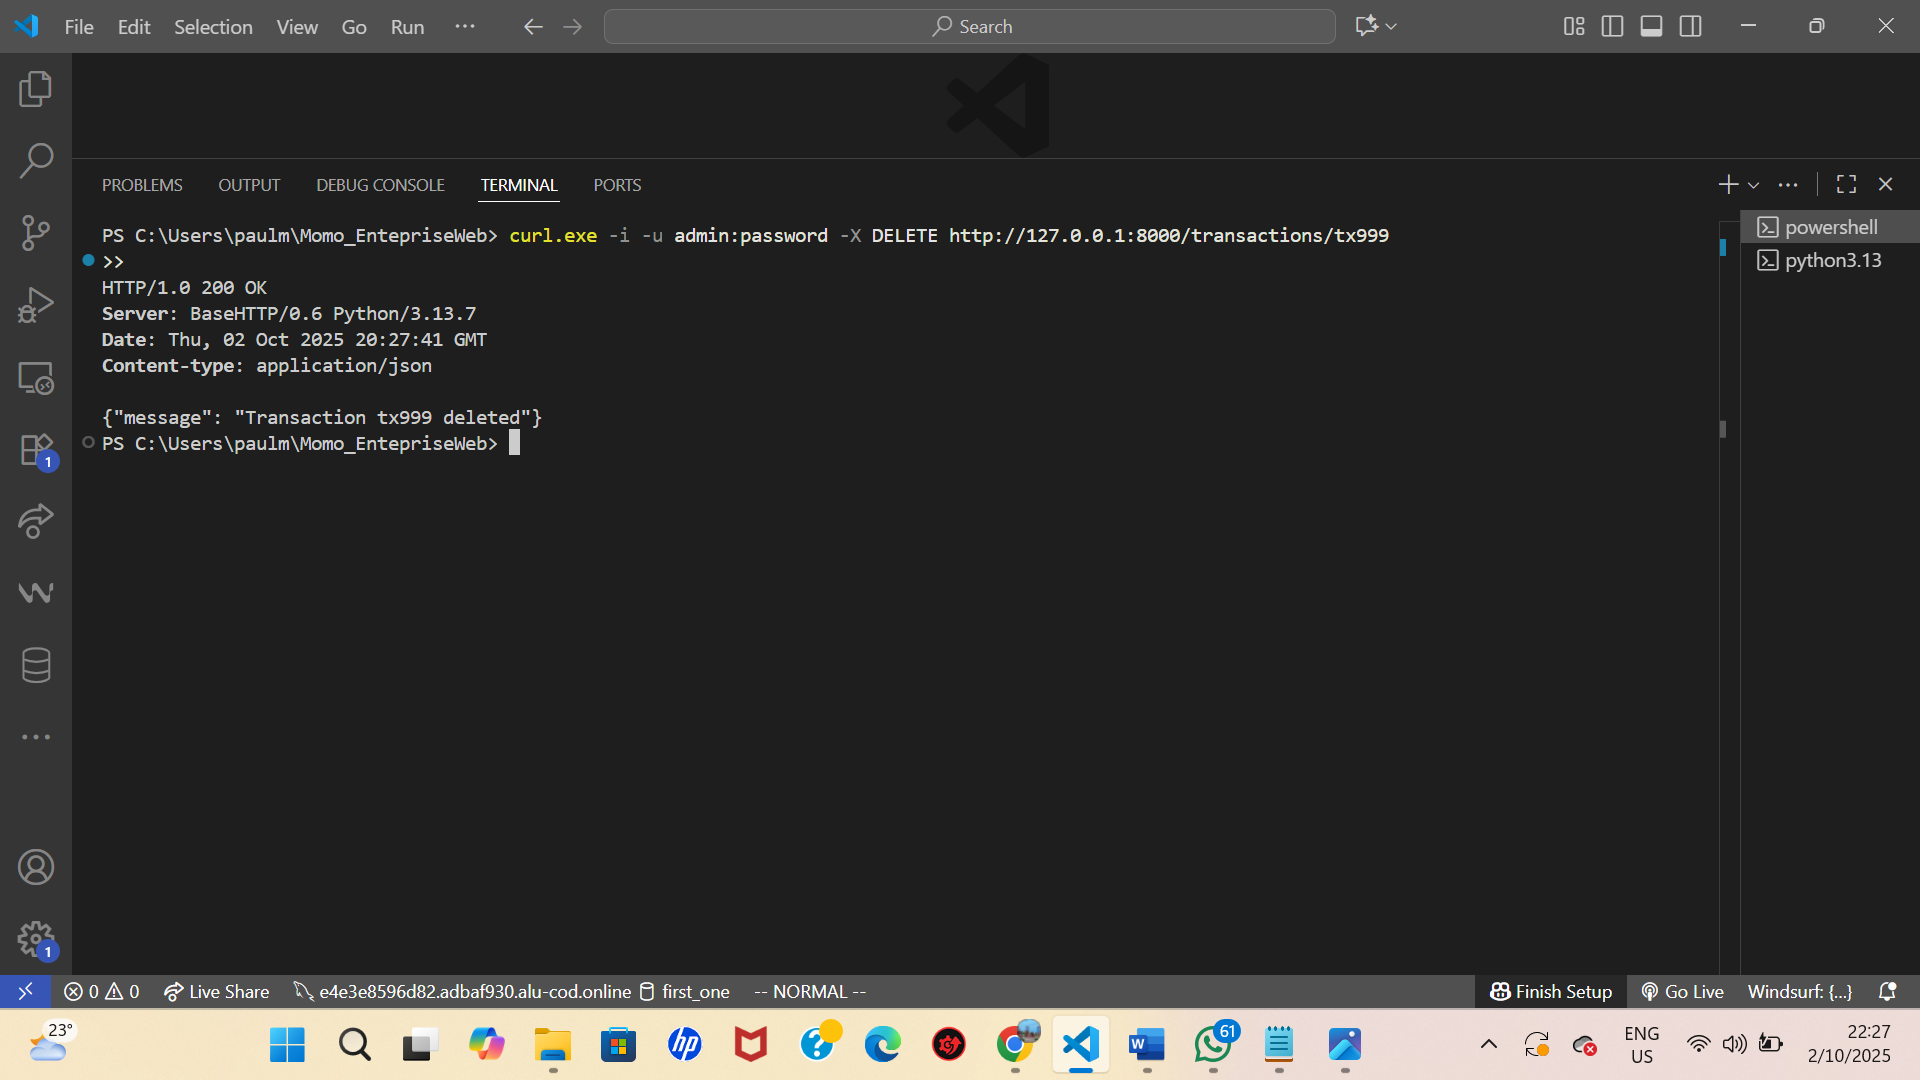 File Edit Selection View Go Run ···
Search
PROBLEMS OUTPUT DEBUG CONSOLE TERMINAL PORTS
PS C:\Users\paulm\Momo_EntepriseWeb> curl.exe -i -u admin:password -X DELETE http://127.0.0.1:8000/transactions/tx999
>>
HTTP/1.0 200 OK
Server: BaseHTTP/0.6 Python/3.13.7
Date: Thu, 02 Oct 2025 20:27:41 GMT
Content-type: application/json
{"message": "Transaction tx999 deleted"}
PS C:\Users\paulm\Momo_EntepriseWeb>
powershell
python3.13
1
1
0 0 Live Share e4e3e8596d82.adbaf930.alu-cod.online first_one -- NORMAL -- Finish Setup Go Live Windsurf: {...}
23°
hp
W
61
ENG
US
22:27
2/10/2025